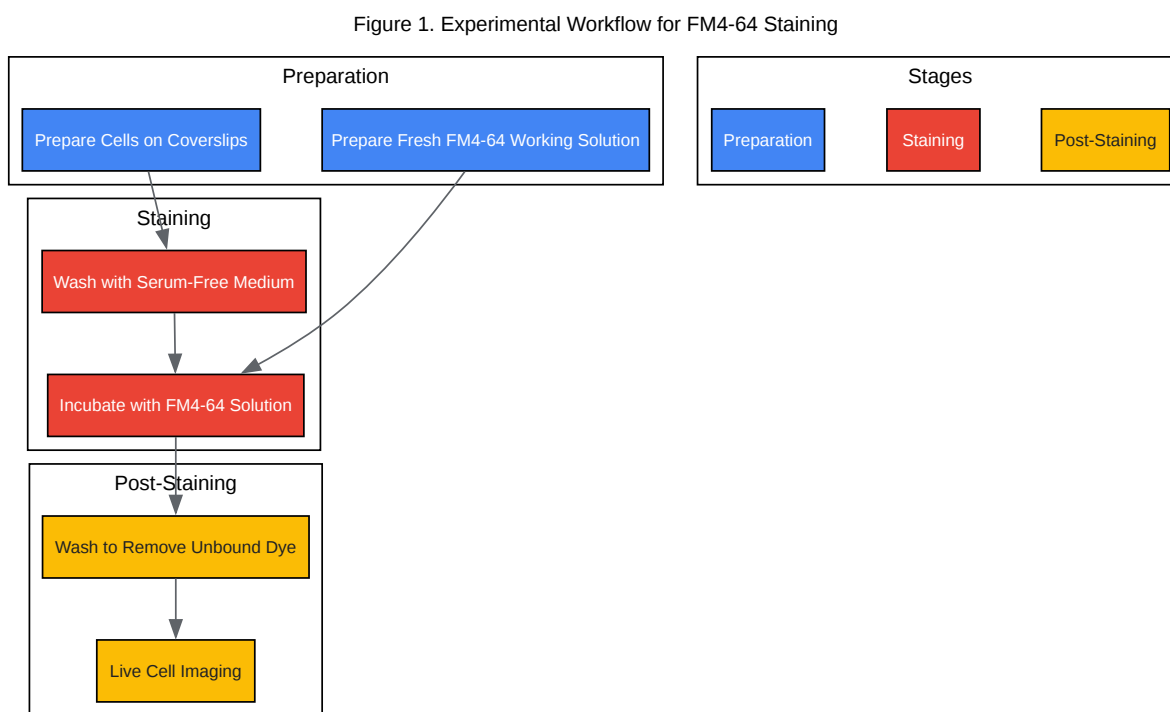 Figure 1. Experimental Workflow for FM4-64 Staining
Preparation
Prepare Cells on Coverslips
Prepare Fresh FM4-64 Working Solution
Stages
Preparation
Staining
Post-Staining
Staining
Wash with Serum-Free Medium
Incubate with FM4-64 Solution
Post-Staining
Wash to Remove Unbound Dye
Live Cell Imaging